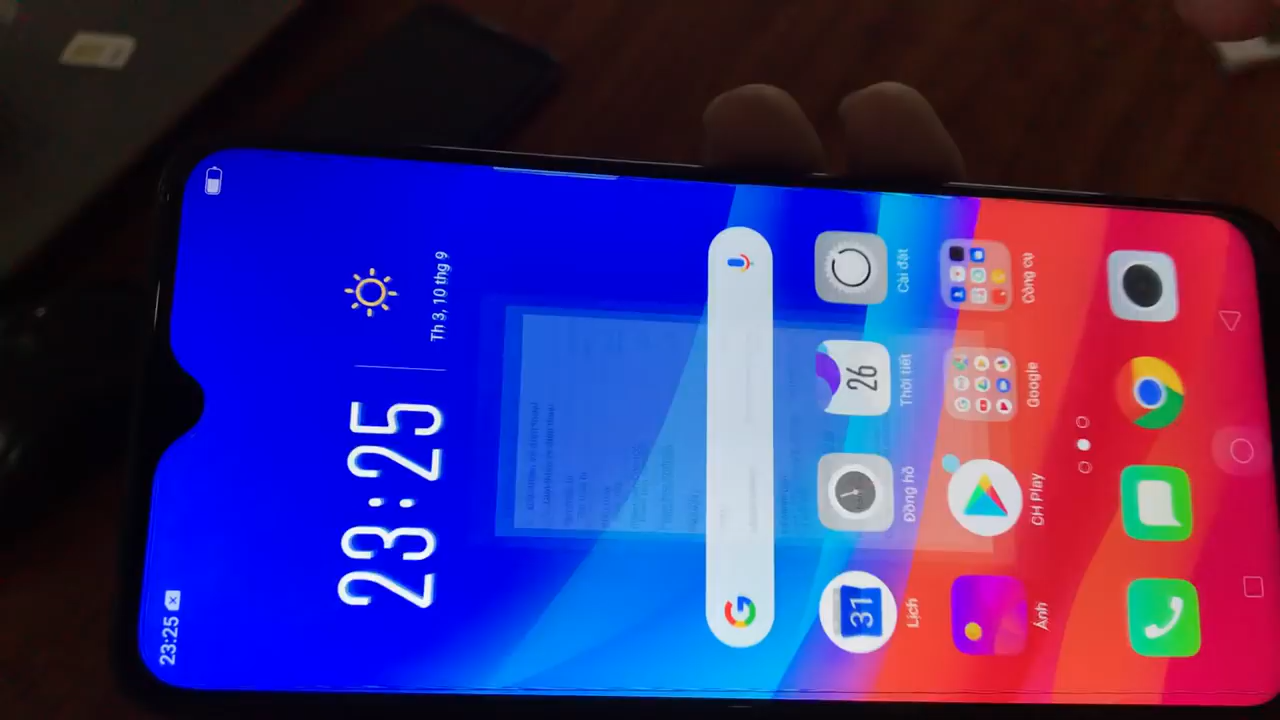 23:25
23:25
Th 3, 10 thg 9
31
26
Lịch
Đồng hồ
Thời tiết
Cài đặt
Ảnh
CH Play
Google
Công cụ